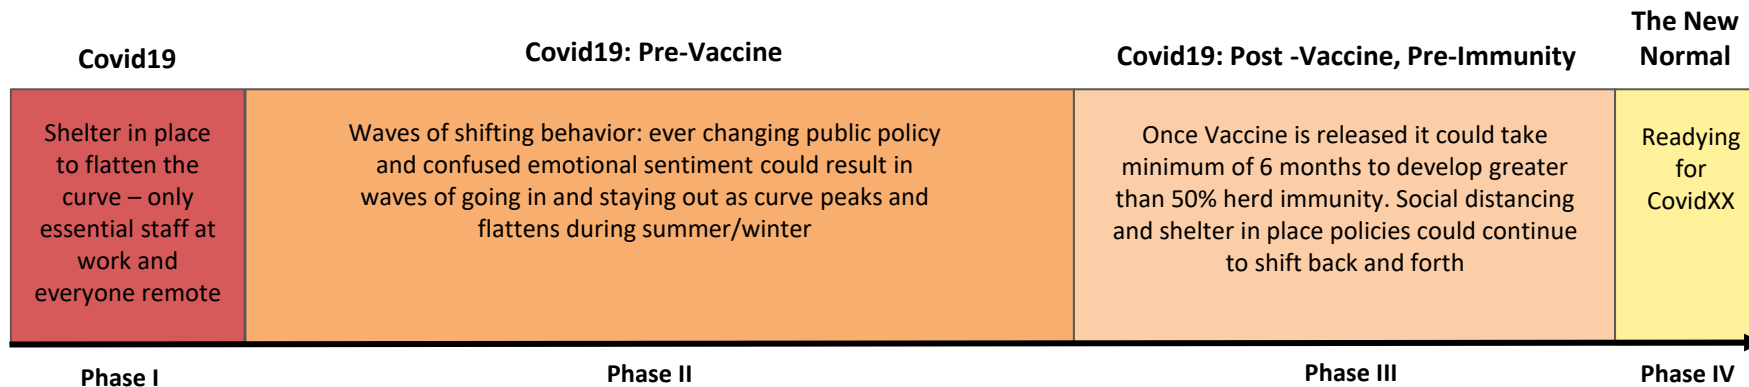 Covid19
Covid19: Pre-Vaccine
Covid19: Post -Vaccine, Pre-Immunity
The New
Normal
Shelter in place
to flatten the
curve – only
essential staff at
work and
everyone remote
Waves of shifting behavior: ever changing public policy
and confused emotional sentiment could result in
waves of going in and staying out as curve peaks and
flattens during summer/winter
Once Vaccine is released it could take
minimum of 6 months to develop greater
than 50% herd immunity. Social distancing
and shelter in place policies could continue
to shift back and forth
Readying
for
CovidXX
Phase I
Phase II
Phase III
Phase IV